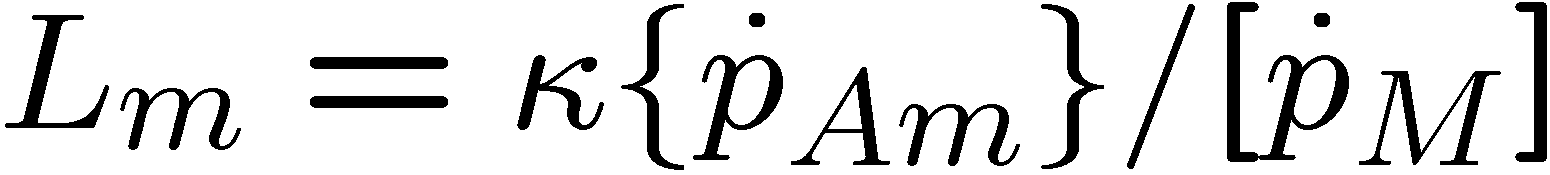 L_m = κ{ṗ_Am}/[ṗ_M]